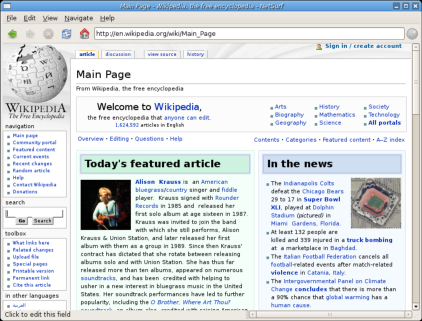 Main Page - Wikipedia, the free encyclopedia - NetSurf
File Edit View Navigate Help
http://en.wikipedia.org/wiki/Main_Page
Sign in / create account
article discussion view source history
WIKIPEDIA
The Free Encyclopedia
navigation
Main page
Community portal
Featured content
Current events
Recent changes
Random article
Help
Contact Wikipedia
Donations
search
Go Search
toolbox
What links here
Related changes
Upload file
Special pages
Printable version
Permanent link
Cite this article
in other languages
العربية
Main Page
From Wikipedia, the free encyclopedia
Welcome to Wikipedia,
the free encyclopedia that anyone can edit.
1,624,592 articles in English
Arts
Biography
Geography
History
Mathematics
Science
Society
Technology
All portals
Overview · Editing · Questions · Help
Contents · Categories · Featured content · A–Z index
Today's featured article
Alison Krauss is an American
bluegrass/country singer and fiddle
player. Krauss signed with Rounder
Records in 1985 and released her
first solo album at age sixteen in 1987.
Krauss was invited to join the band
with which she still performs, Alison
Krauss & Union Station, and later released her first
album with them as a group in 1989. Since then Krauss'
contract has dictated that she rotate between releasing
albums solo and with Union Station. She has thus far
released more than ten albums, appeared on numerous
soundtracks, and has been credited with helping to
usher in a new interest in bluegrass music in the United
States. Her soundtrack performances have led to further
popularity, including the O Brother, Where Art Thou?
In the news
The Indianapolis Colts
defeat the Chicago Bears
29 to 17 in Super Bowl
XLI, played at Dolphin
Stadium (pictured) in
Miami Gardens, Florida.
At least 132 people are
killed and 339 injured in a truck bombing
at a marketplace in Baghdad.
The Italian Football Federation cancels
football-related events after match-related
violence in Catania, Italy.
The Intergovernmental Panel on Climate
Change concludes that there is more than
a 90% chance that global warming has a
human cause.
Click to edit this field